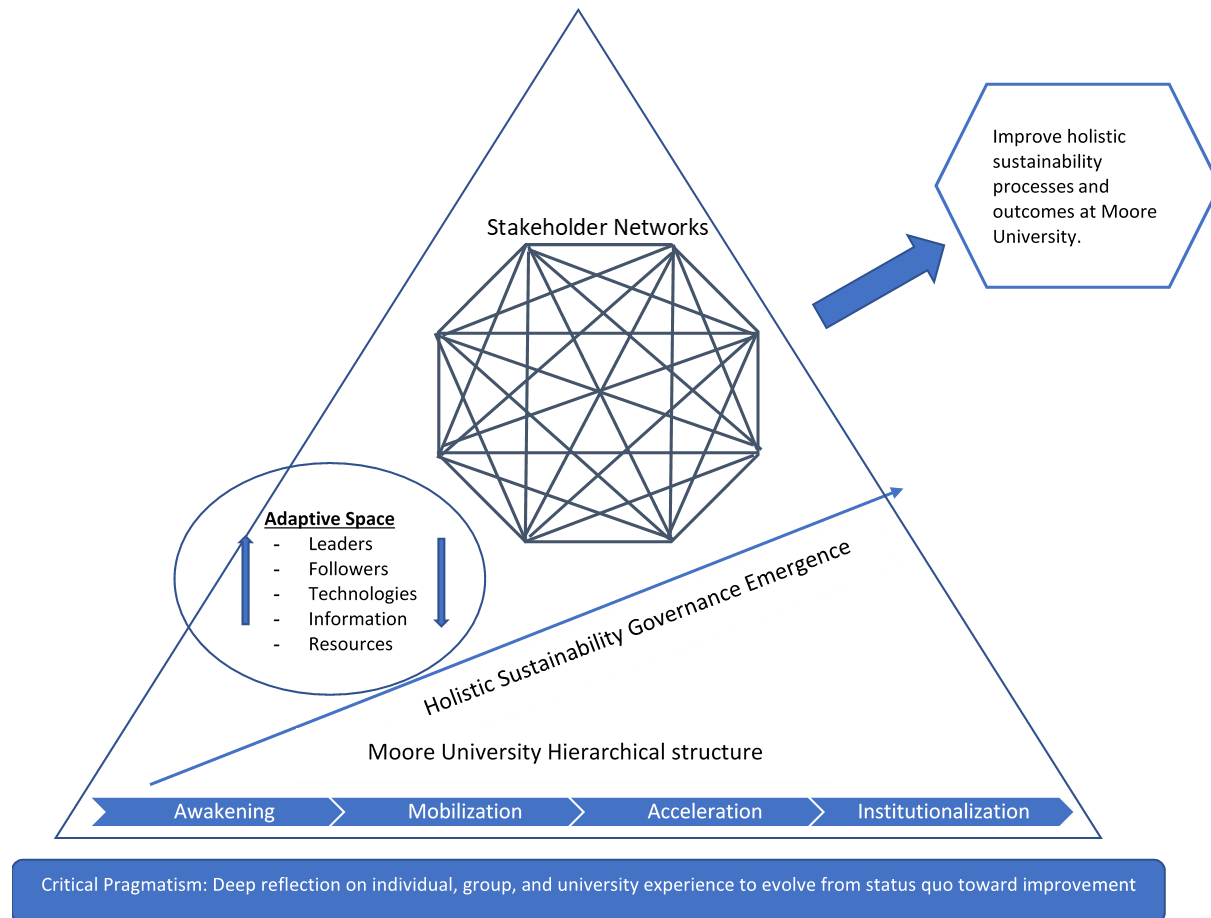 Improve holistic
sustainability
processes and
outcomes at Moore
University.
Stakeholder Networks
Adaptive Space
- Leaders
- Followers
- Technologies
- Information
- Resources
Holistic Sustainability Governance Emergence
Moore University Hierarchical structure
Awakening
Mobilization
Acceleration
Institutionalization
Critical Pragmatism: Deep reflection on individual, group, and university experience to evolve from status quo toward improvement